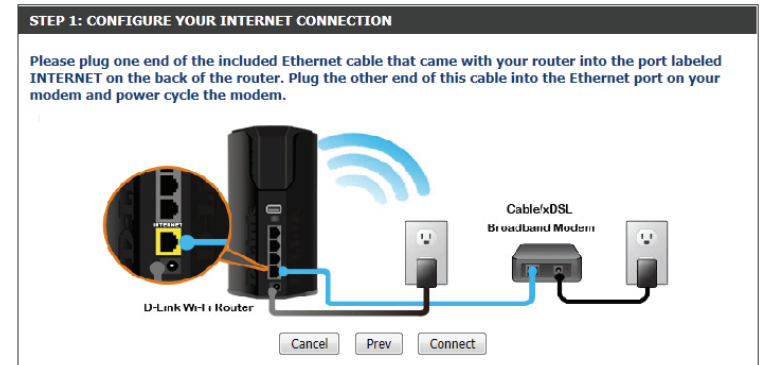 STEP 1: CONFIGURE YOUR INTERNET CONNECTION
Please plug one end of the included Ethernet cable that came with your router into the port labeled
INTERNET on the back of the router. Plug the other end of this cable into the Ethernet port on your
modem and power cycle the modem.
INTERNET
Cable/xDSL
Broadband Modem
D-Link Wi-Fi Router
Cancel Prev Connect